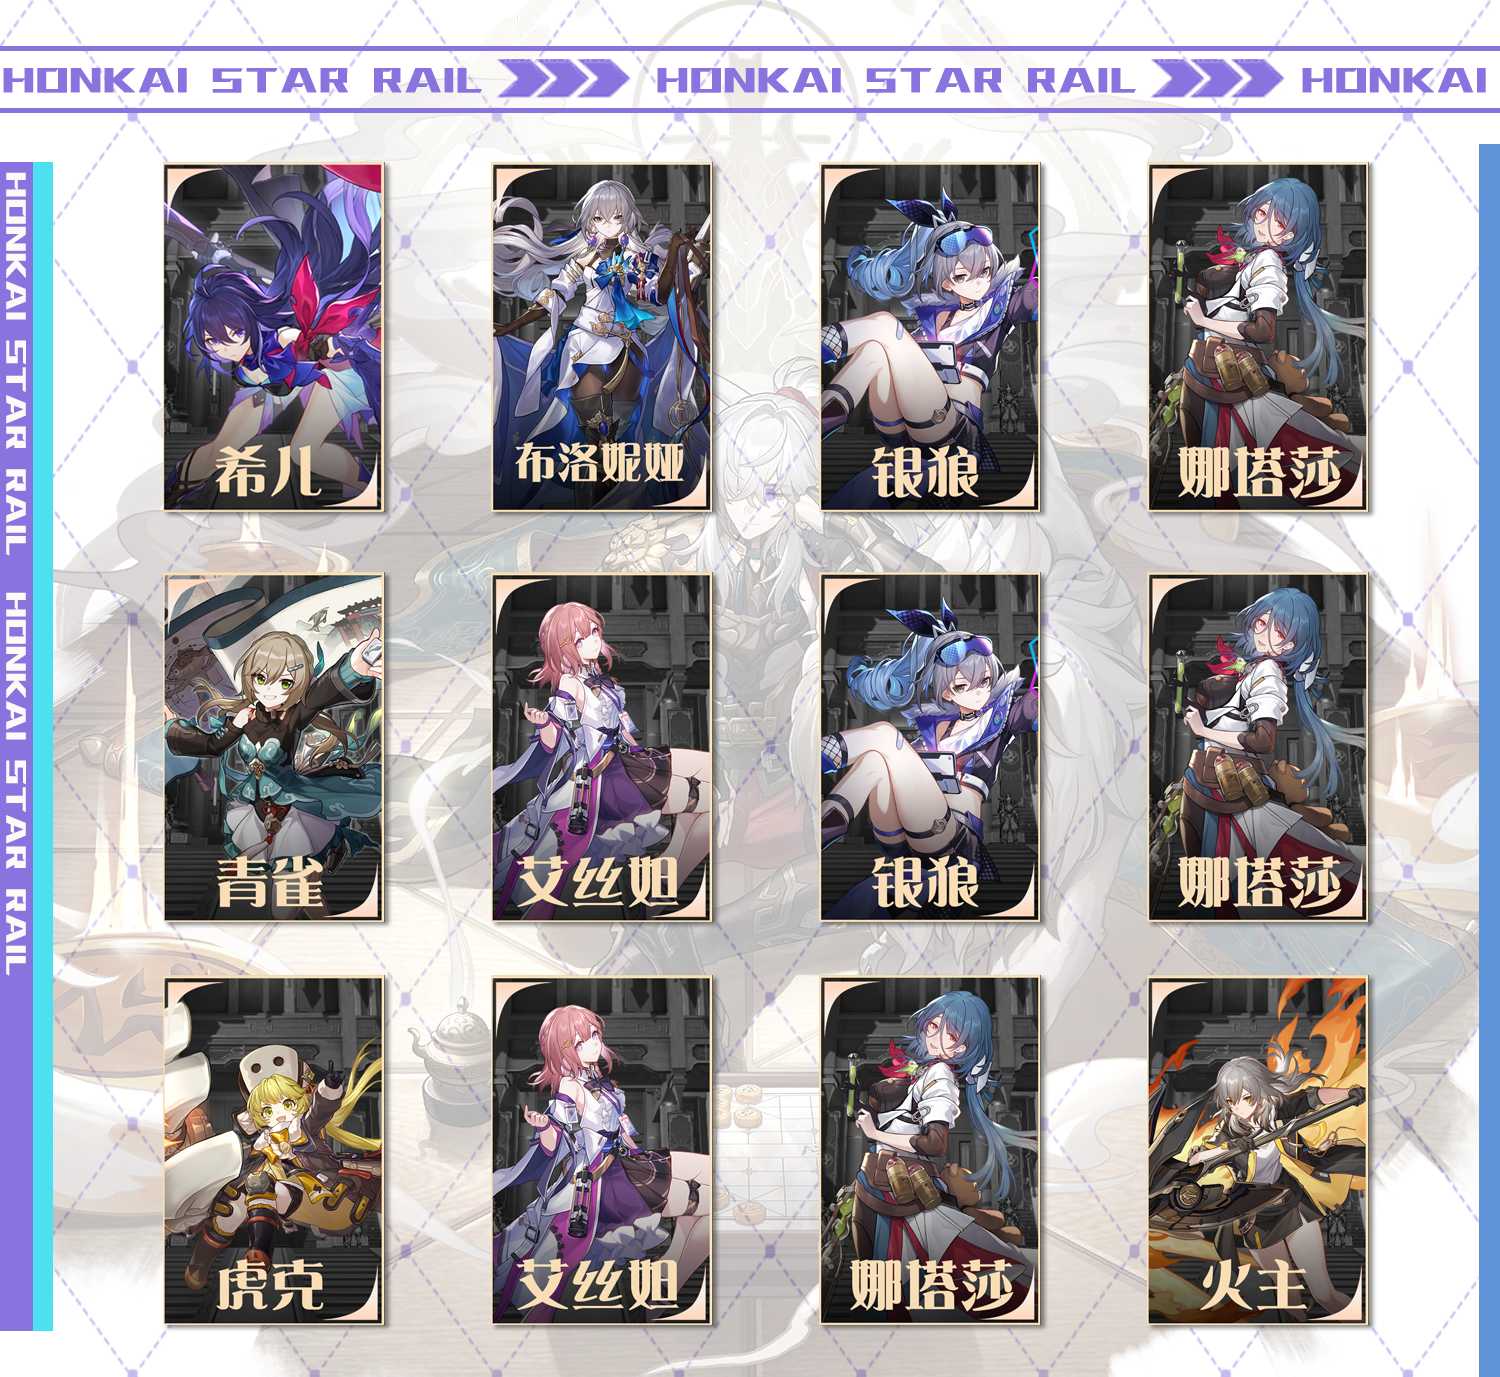 HONKAI STAR RAIL HONKAI STAR RAIL HONKAI
HONKAI STAR RAIL HONKAI STAR RAIL
希儿
布洛妮娅
银狼
娜塔莎
青雀
艾丝妲
银狼
娜塔莎
虎克
艾丝妲
娜塔莎
火主